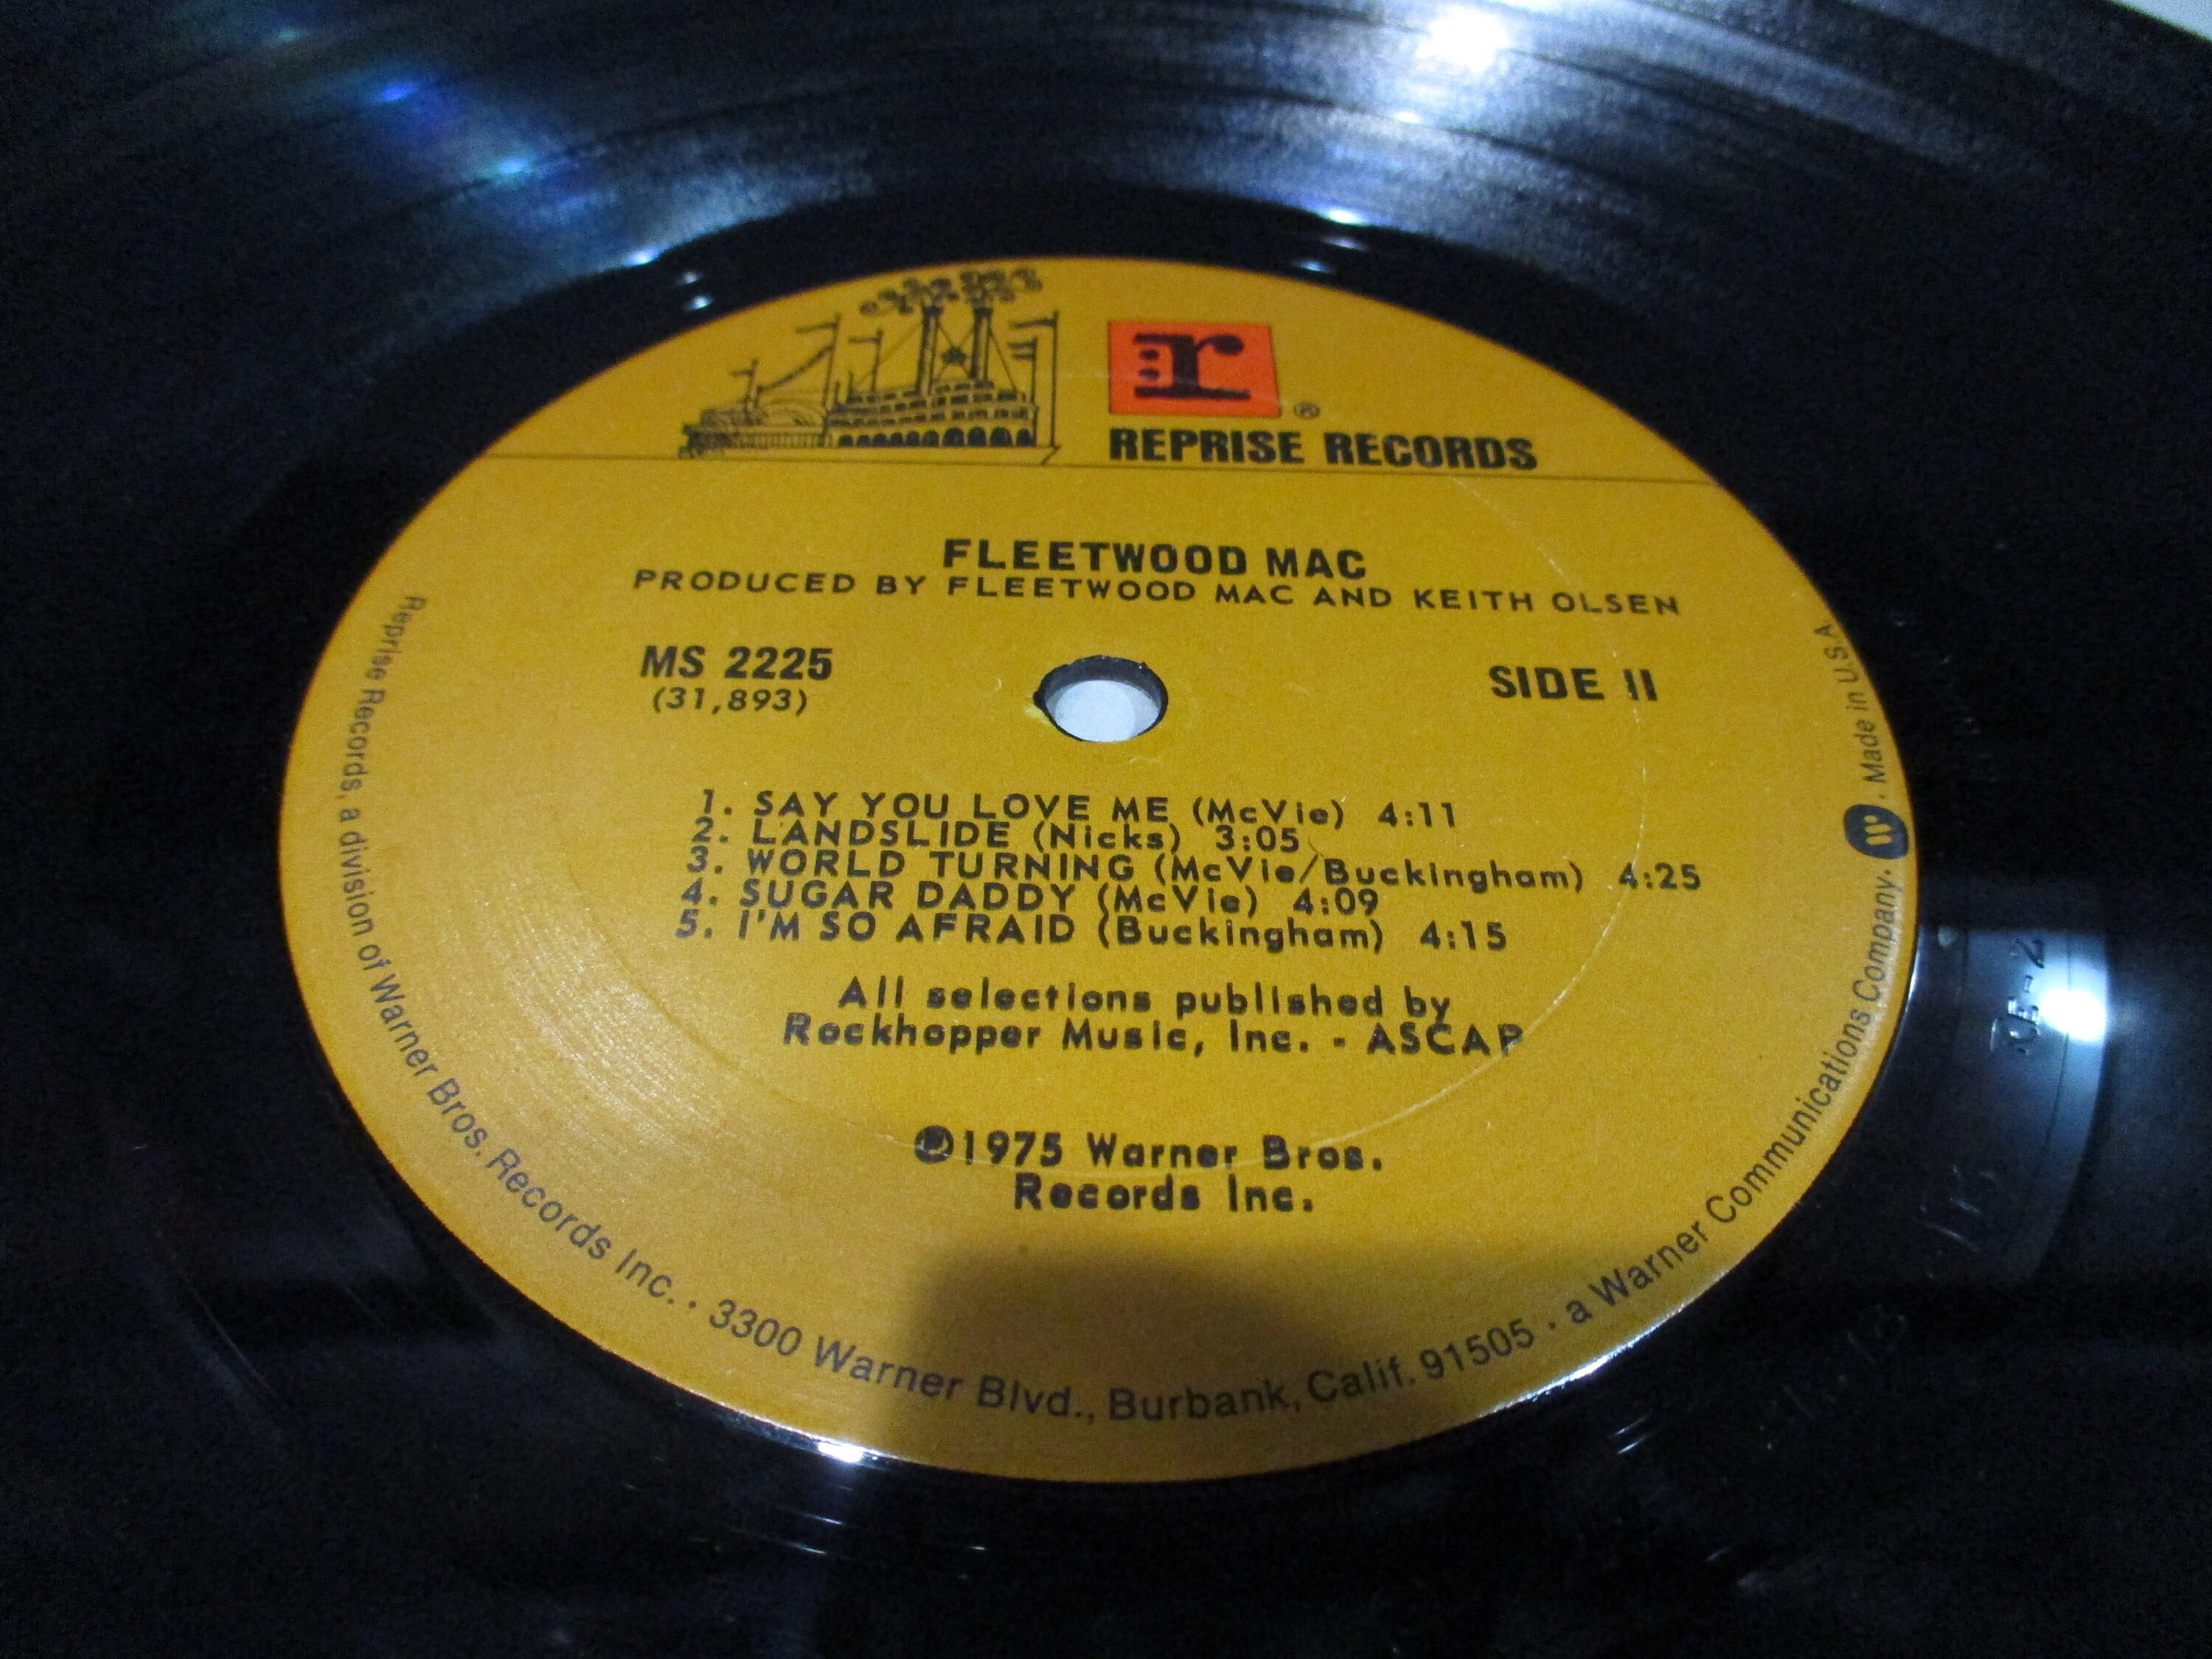 r
®
REPRISE RECORDS
FLEETWOOD MAC
PRODUCED BY FLEETWOOD MAC AND KEITH OLSEN
MS 2225
(31,893)
SIDE II
1. SAY YOU LOVE ME (McVie) 4:11
2. LANDSLIDE (Nicks) 3:05
3. WORLD TURNING (McVie/Buckingham) 4:25
4. SUGAR DADDY (McVie) 4:09
5. I'M SO AFRAID (Buckingham) 4:15
All selections published by
Rockhopper Music, Inc. - ASCAP
℗1975 Warner Bros.
Records Inc.
Reprise Records, a division of Warner Bros. Records Inc. · 3300 Warner Blvd., Burbank, Calif. 91505 · a Warner Communications Company. W . Made in U.S.A.